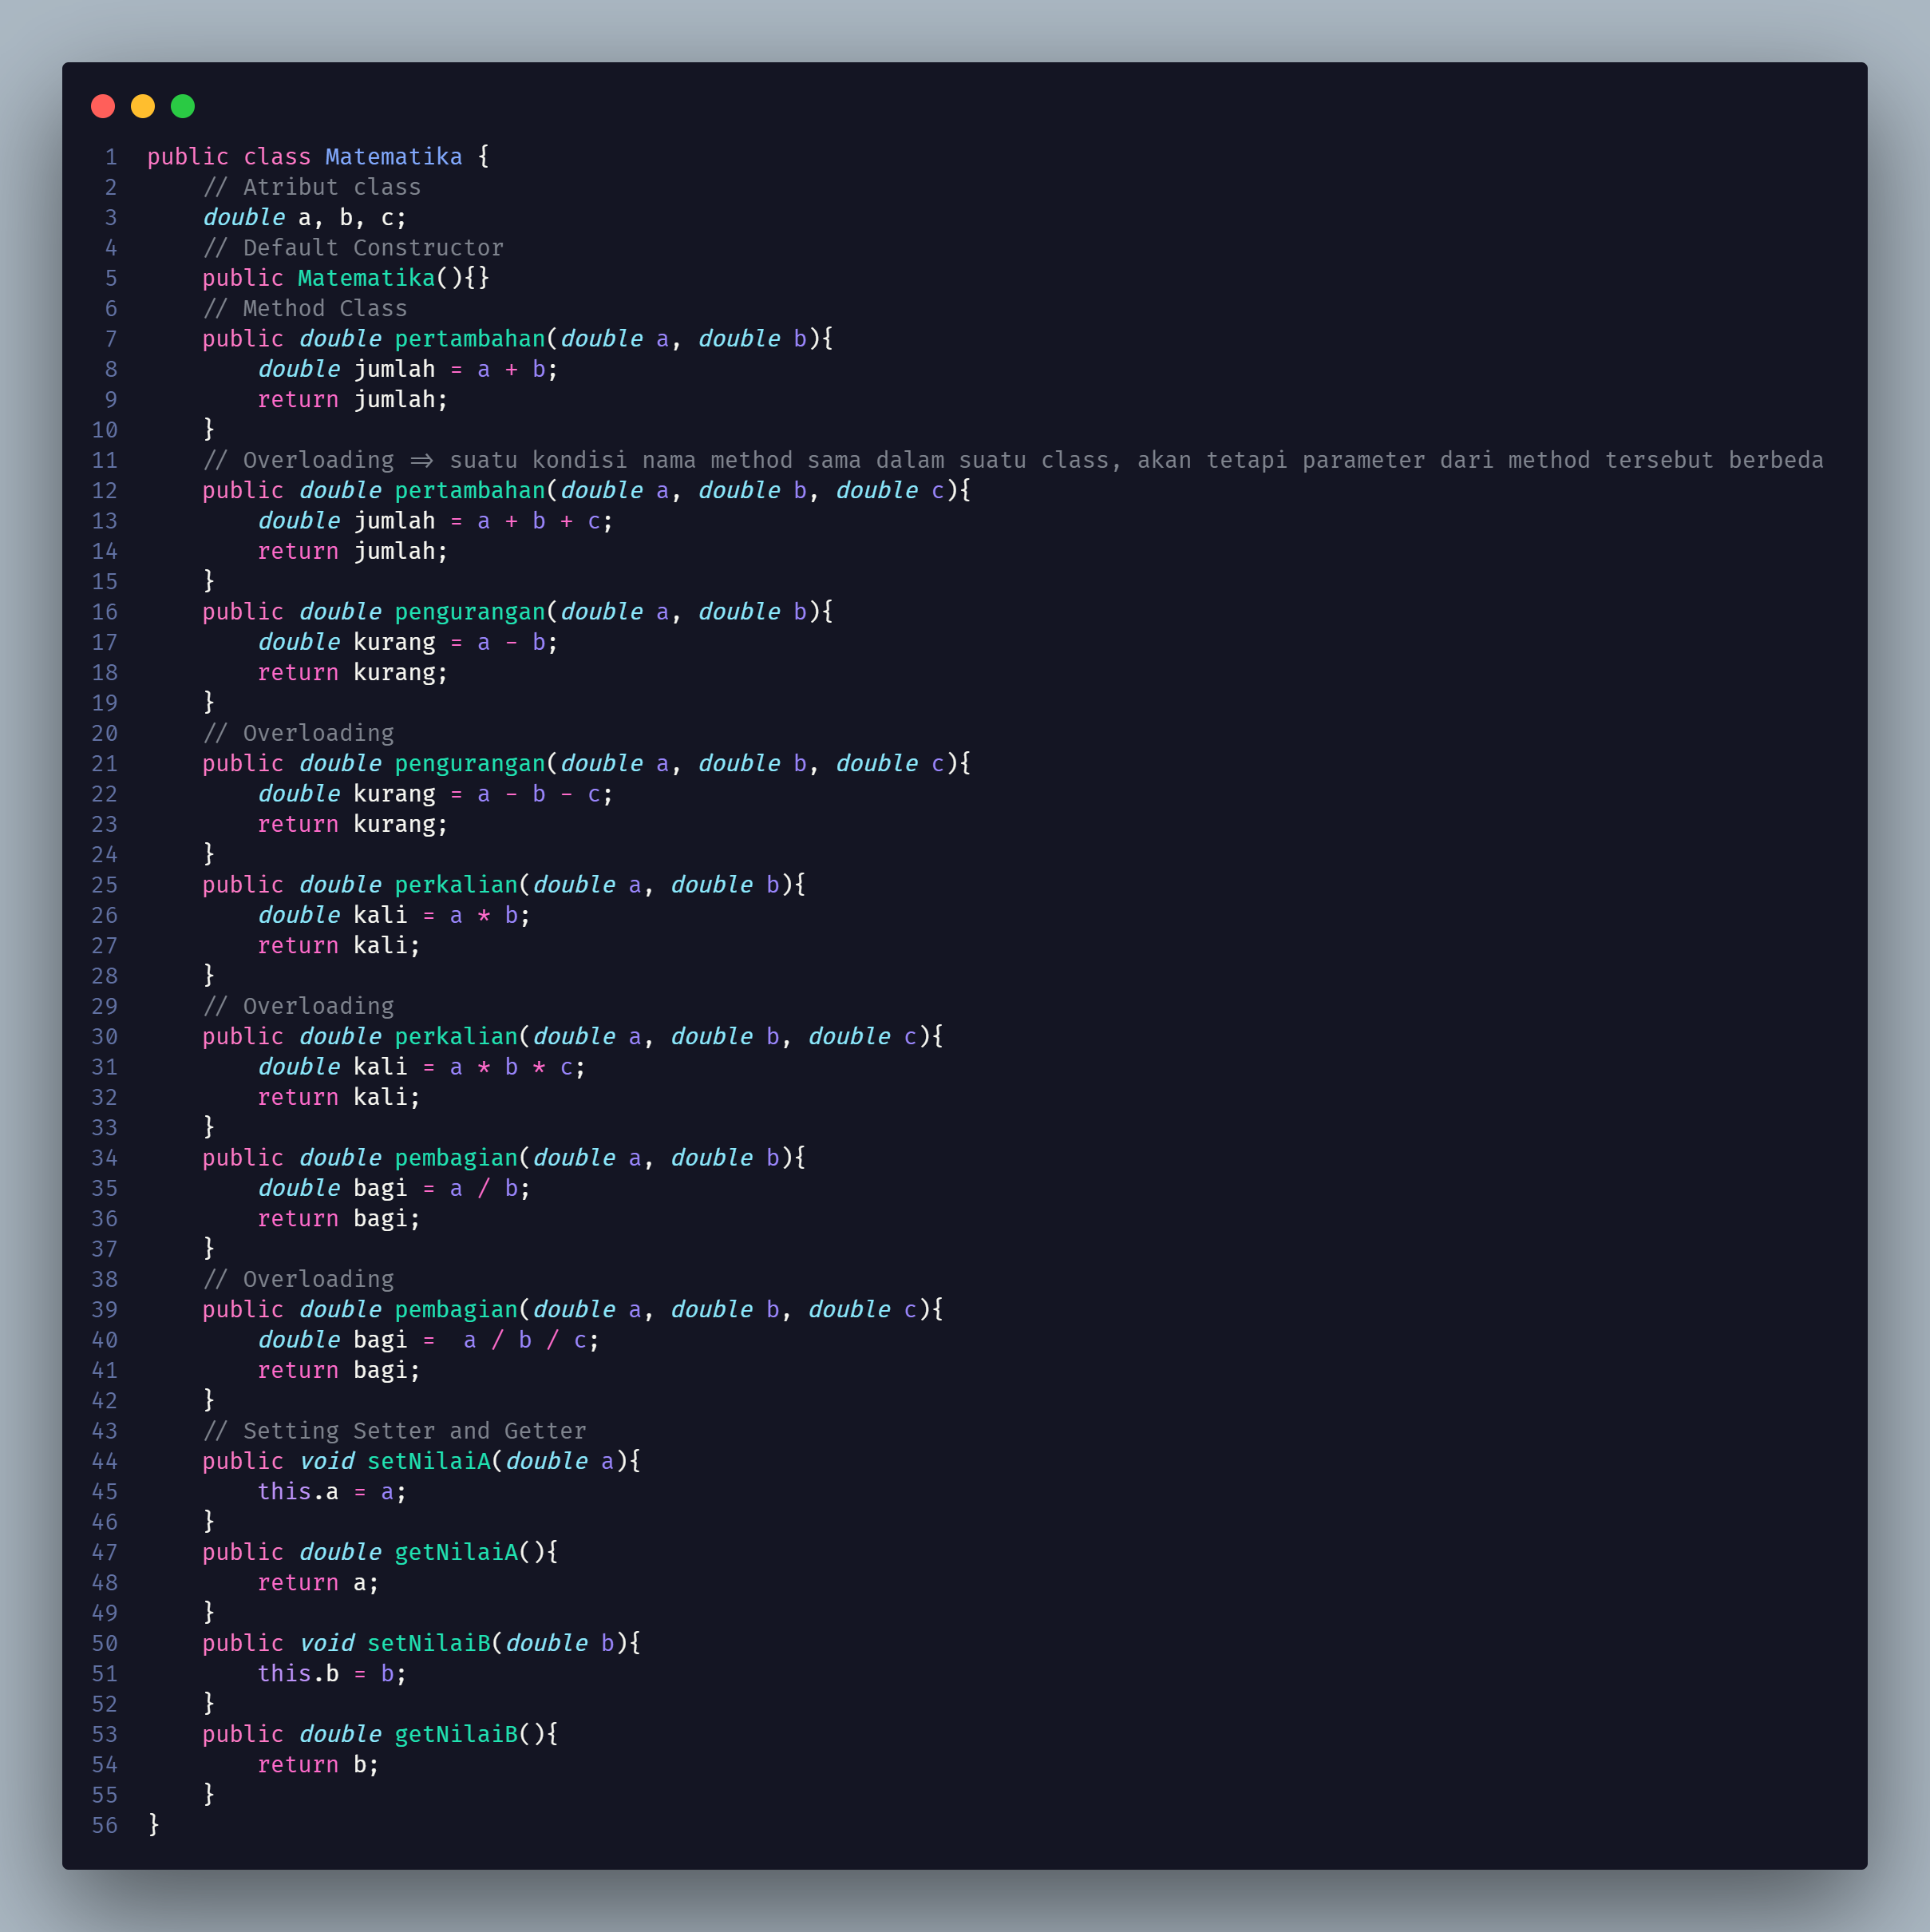 1 public class Matematika {
2     // Atribut class
3     double a, b, c;
4     // Default Constructor
5     public Matematika(){}
6     // Method Class
7     public double pertambahan(double a, double b){
8         double jumlah = a + b;
9         return jumlah;
10     }
11     // Overloading => suatu kondisi nama method sama dalam suatu class, akan tetapi parameter dari method tersebut berbeda
12     public double pertambahan(double a, double b, double c){
13         double jumlah = a + b + c;
14         return jumlah;
15     }
16     public double pengurangan(double a, double b){
17         double kurang = a - b;
18         return kurang;
19     }
20     // Overloading
21     public double pengurangan(double a, double b, double c){
22         double kurang = a - b - c;
23         return kurang;
24     }
25     public double perkalian(double a, double b){
26         double kali = a * b;
27         return kali;
28     }
29     // Overloading
30     public double perkalian(double a, double b, double c){
31         double kali = a * b * c;
32         return kali;
33     }
34     public double pembagian(double a, double b){
35         double bagi = a / b;
36         return bagi;
37     }
38     // Overloading
39     public double pembagian(double a, double b, double c){
40         double bagi =  a / b / c;
41         return bagi;
42     }
43     // Setting Setter and Getter
44     public void setNilaiA(double a){
45         this.a = a;
46     }
47     public double getNilaiA(){
48         return a;
49     }
50     public void setNilaiB(double b){
51         this.b = b;
52     }
53     public double getNilaiB(){
54         return b;
55     }
56 }